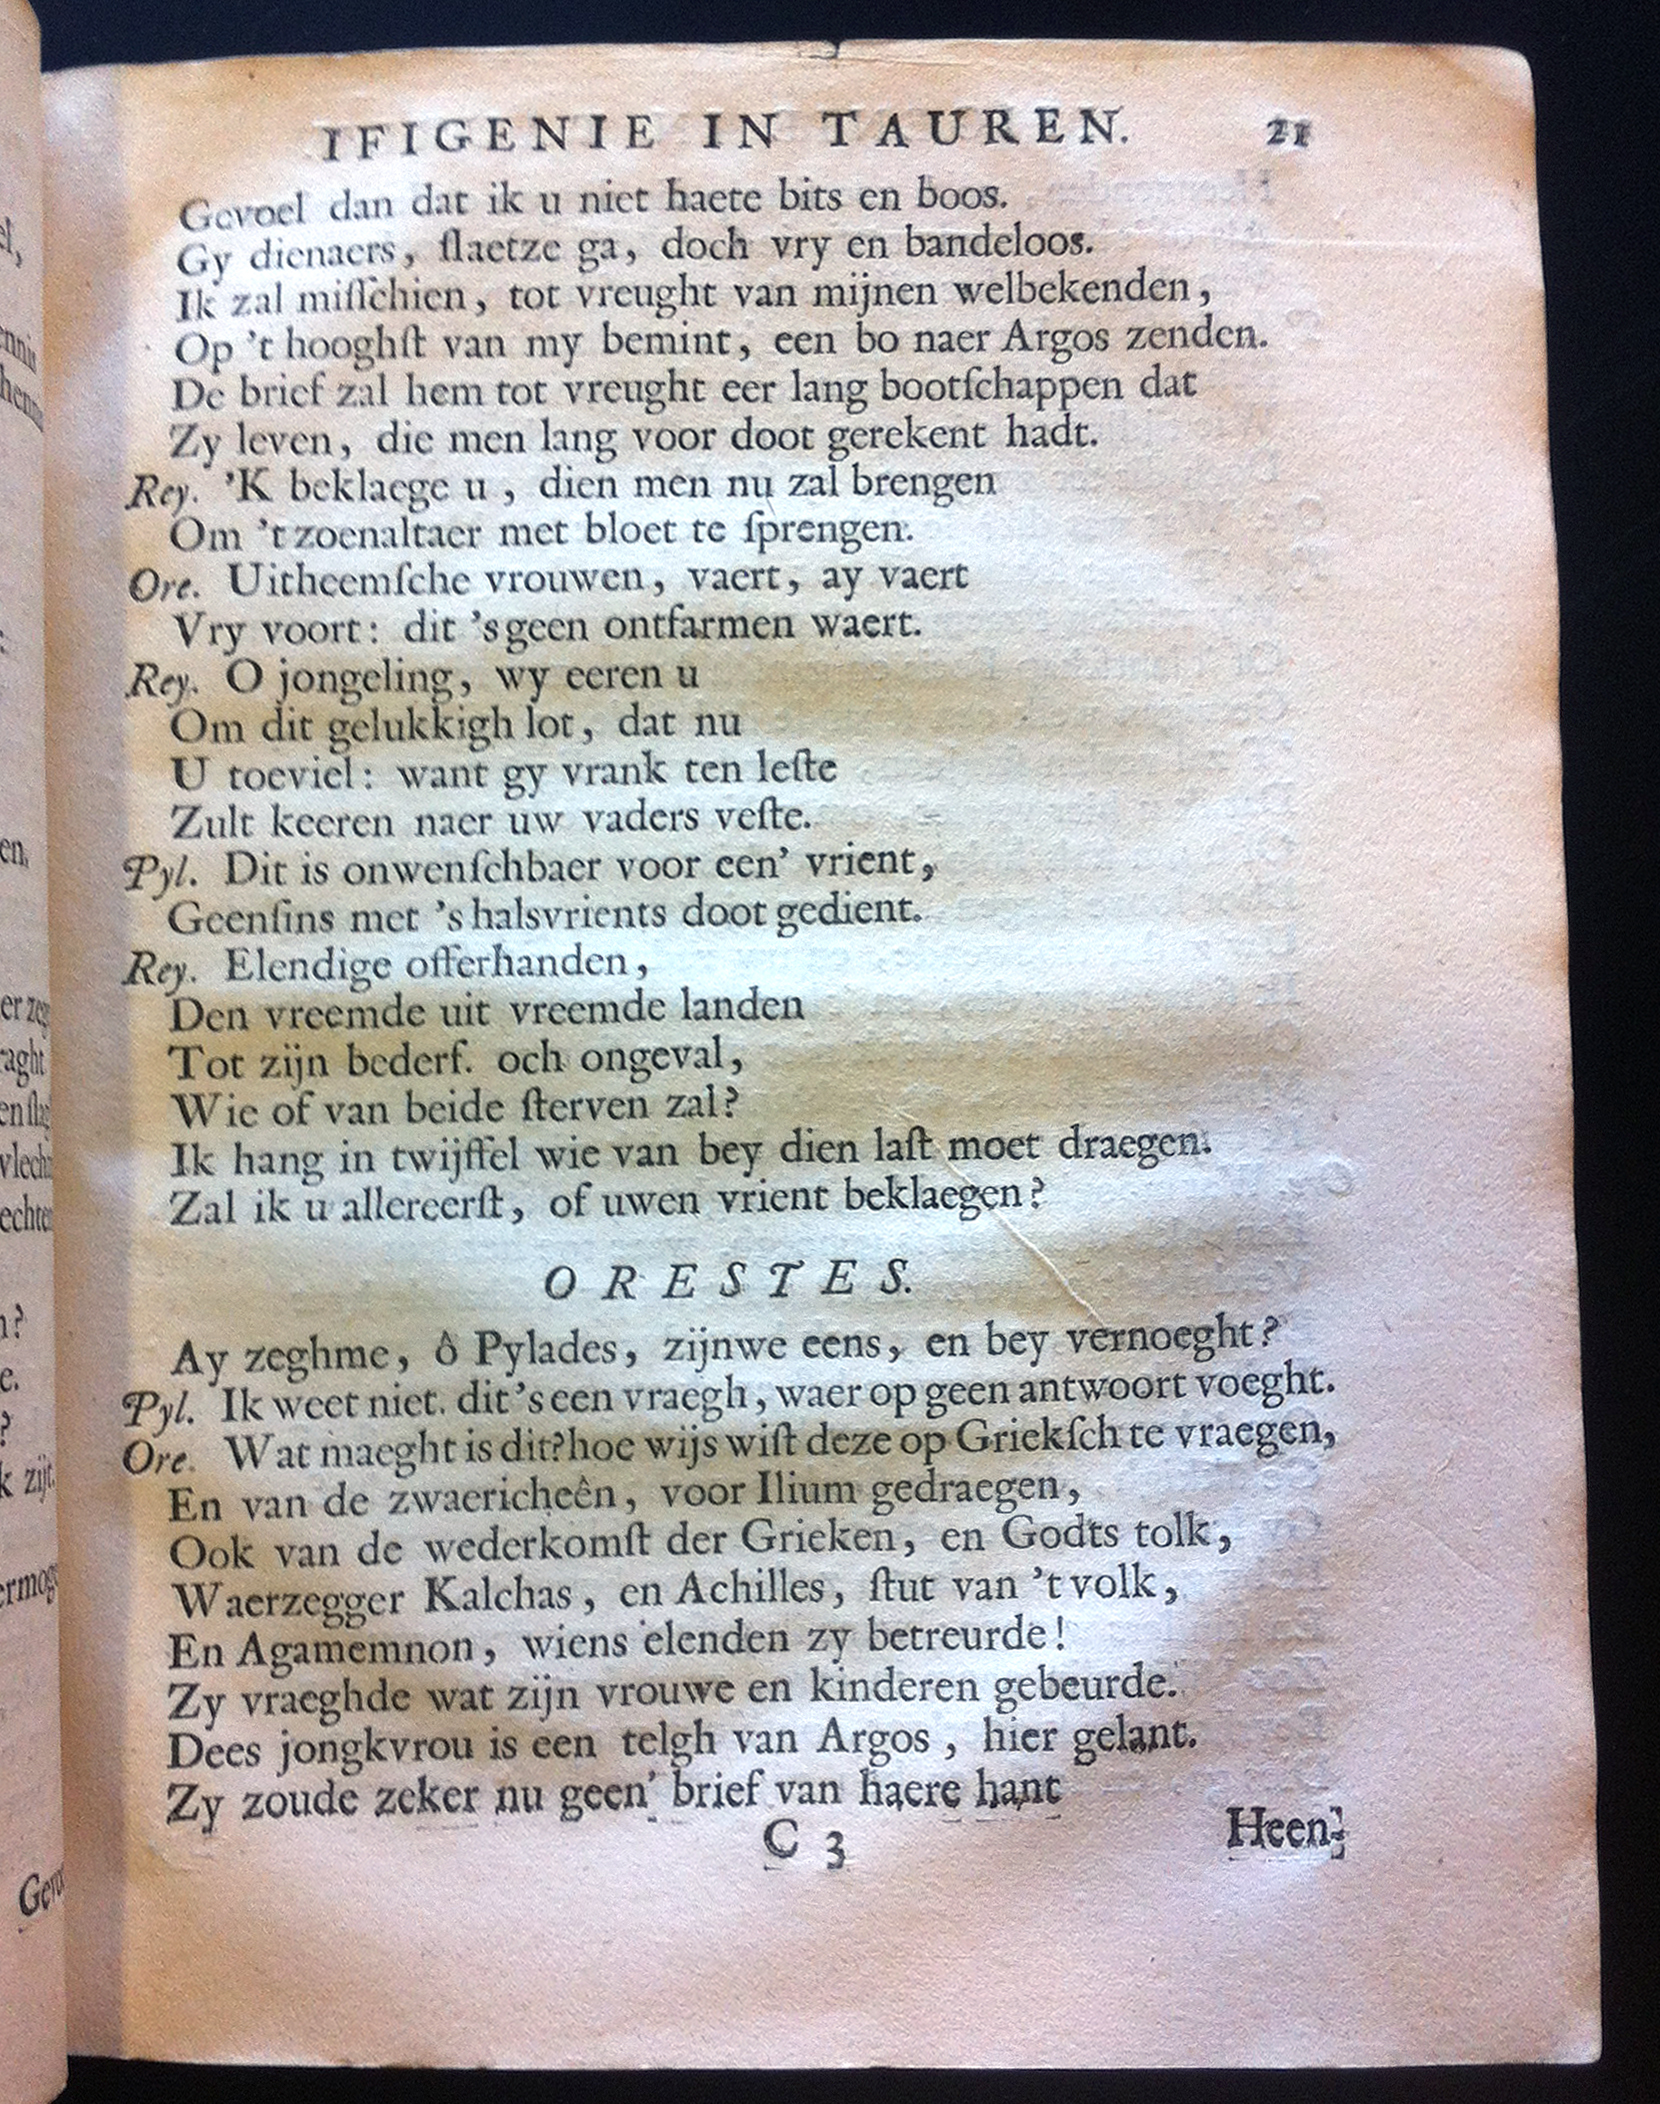 IFIGENIE IN TAUREN. 21
Gevoel dan dat ik u niet haete bits en boos.
Gy dienaers, ſlaetze ga, doch vry en bandeloos.
Ik zal miſſchien, tot vreught van mijnen welbekenden,
Op 't hooghſt van my bemint, een bo naer Argos zenden.
De brief zal hem tot vreught eer lang bootſchappen dat
Zy leven, die men lang voor doot gerekent hadt.
Rey. 'K beklaege u, dien men nu zal brengen
Om 't zoenaltaer met bloet te ſprengen.
Ore. Uitheemſche vrouwen, vaert, ay vaert
Vry voort: dit 's geen ontfarmen waert.
Rey. O jongeling, wy eeren u
Om dit gelukkigh lot, dat nu
U toeviel: want gy vrank ten leſte
Zult keeren naer uw vaders veſte.
Pyl. Dit is onwenſchbaer voor een' vrient,
Geenſins met 's halsvrients doot gedient.
Rey. Elendige offerhanden,
Den vreemde uit vreemde landen
Tot zijn bederf. och ongeval,
Wie of van beide ſterven zal?
Ik hang in twijffel wie van bey dien laſt moet draegen.
Zal ik u allereerſt, of uwen vrient beklaegen?
ORESTES.
Ay zeghme, ô Pylades, zijnwe eens, en bey vernoeght?
Pyl. Ik weet niet. dit 's een vraegh, waer op geen antwoort voeght.
Ore. Wat maeght is dit? hoe wijs wiſt deze op Griekſch te vraegen,
En van de zwaericheên, voor Ilium gedraegen,
Ook van de wederkomſt der Grieken, en Godts tolk,
Waerzegger Kalchas, en Achilles, ſtut van 't volk,
En Agamemnon, wiens elenden zy betreurde!
Zy vraeghde wat zijn vrouwe en kinderen gebeurde.
Dees jongkvrou is een telgh van Argos, hier gelant.
Zy zoude zeker nu geen' brief van haere hant
C 3 Heen-